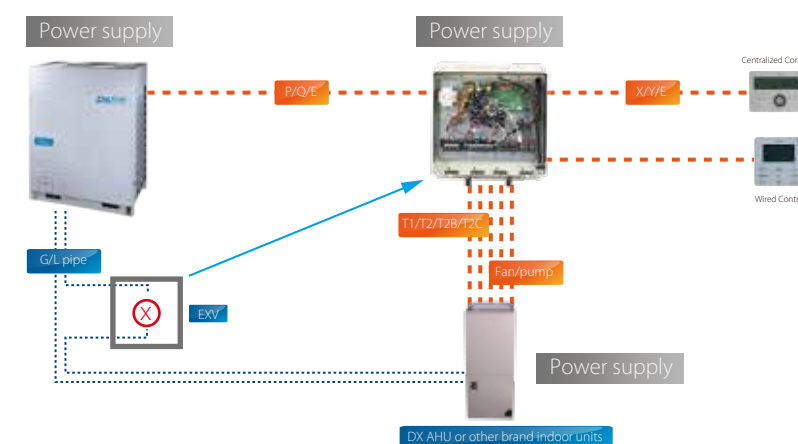 Power supply
Power supply
Centralized Con
P/Q/E
X/Y/E
Wired Contr
T1/T2/T2B/T2C
G/L pipe
Fan/pump
X
EXV
Power supply
DX AHU or other brand indoor units